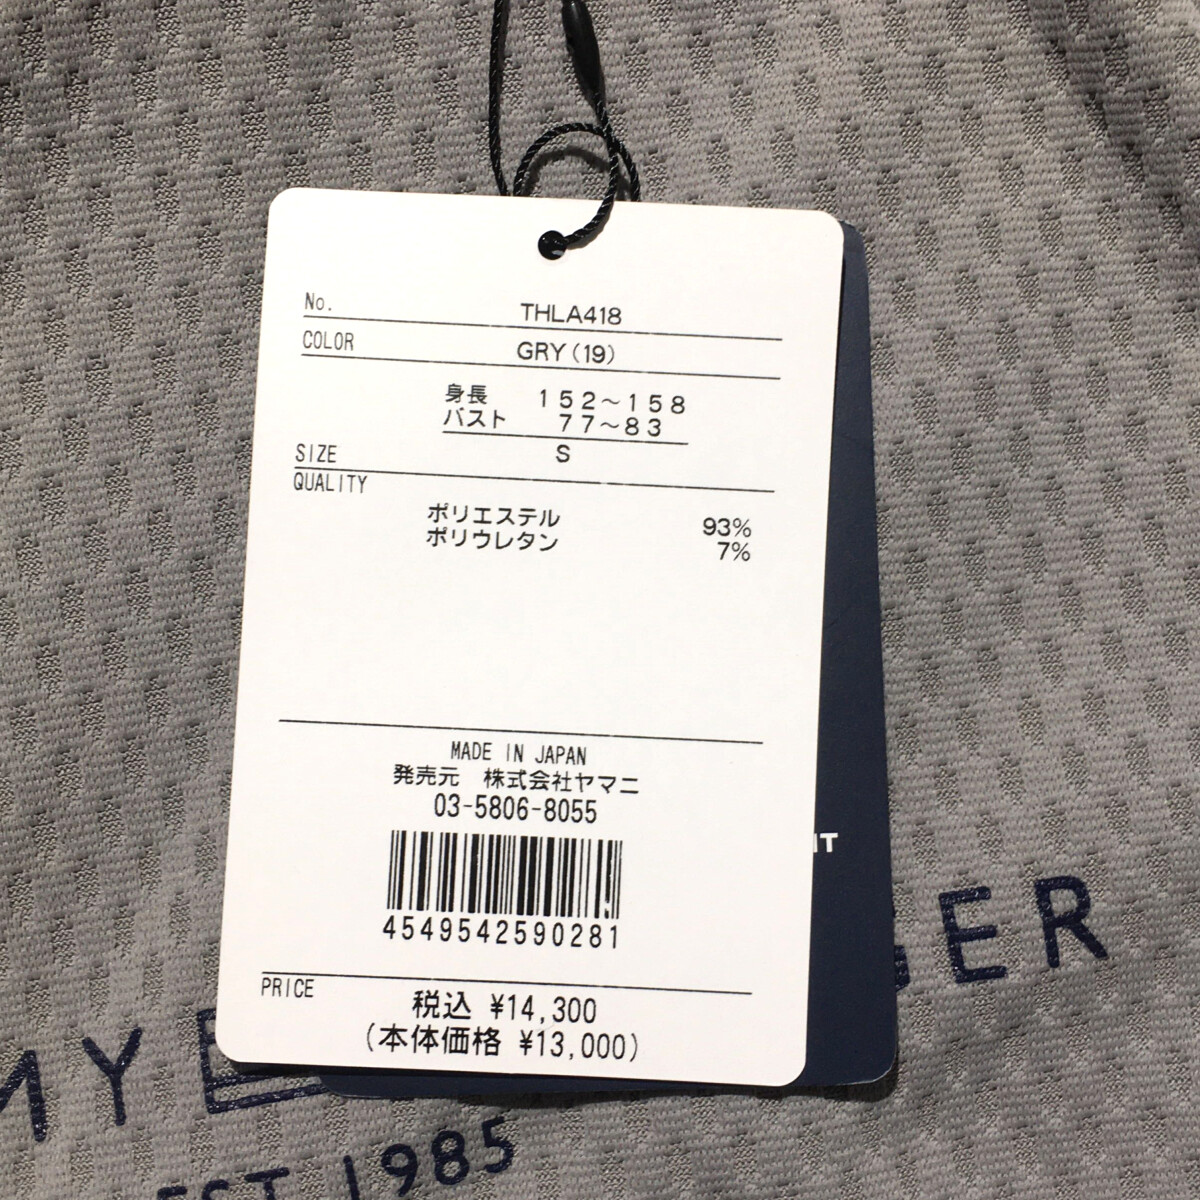 No. THLA418
COLOR GRY(19)
身長 152～158
バスト 77～83
SIZE S
QUALITY
ポリエステル 93%
ポリウレタン 7%
MADE IN JAPAN
発売元 株式会社ヤマニ
03-5806-8055
4549542590281
PRICE
税込 ¥14,300
(本体価格 ¥13,000)
IT
MY GER
EST 1985